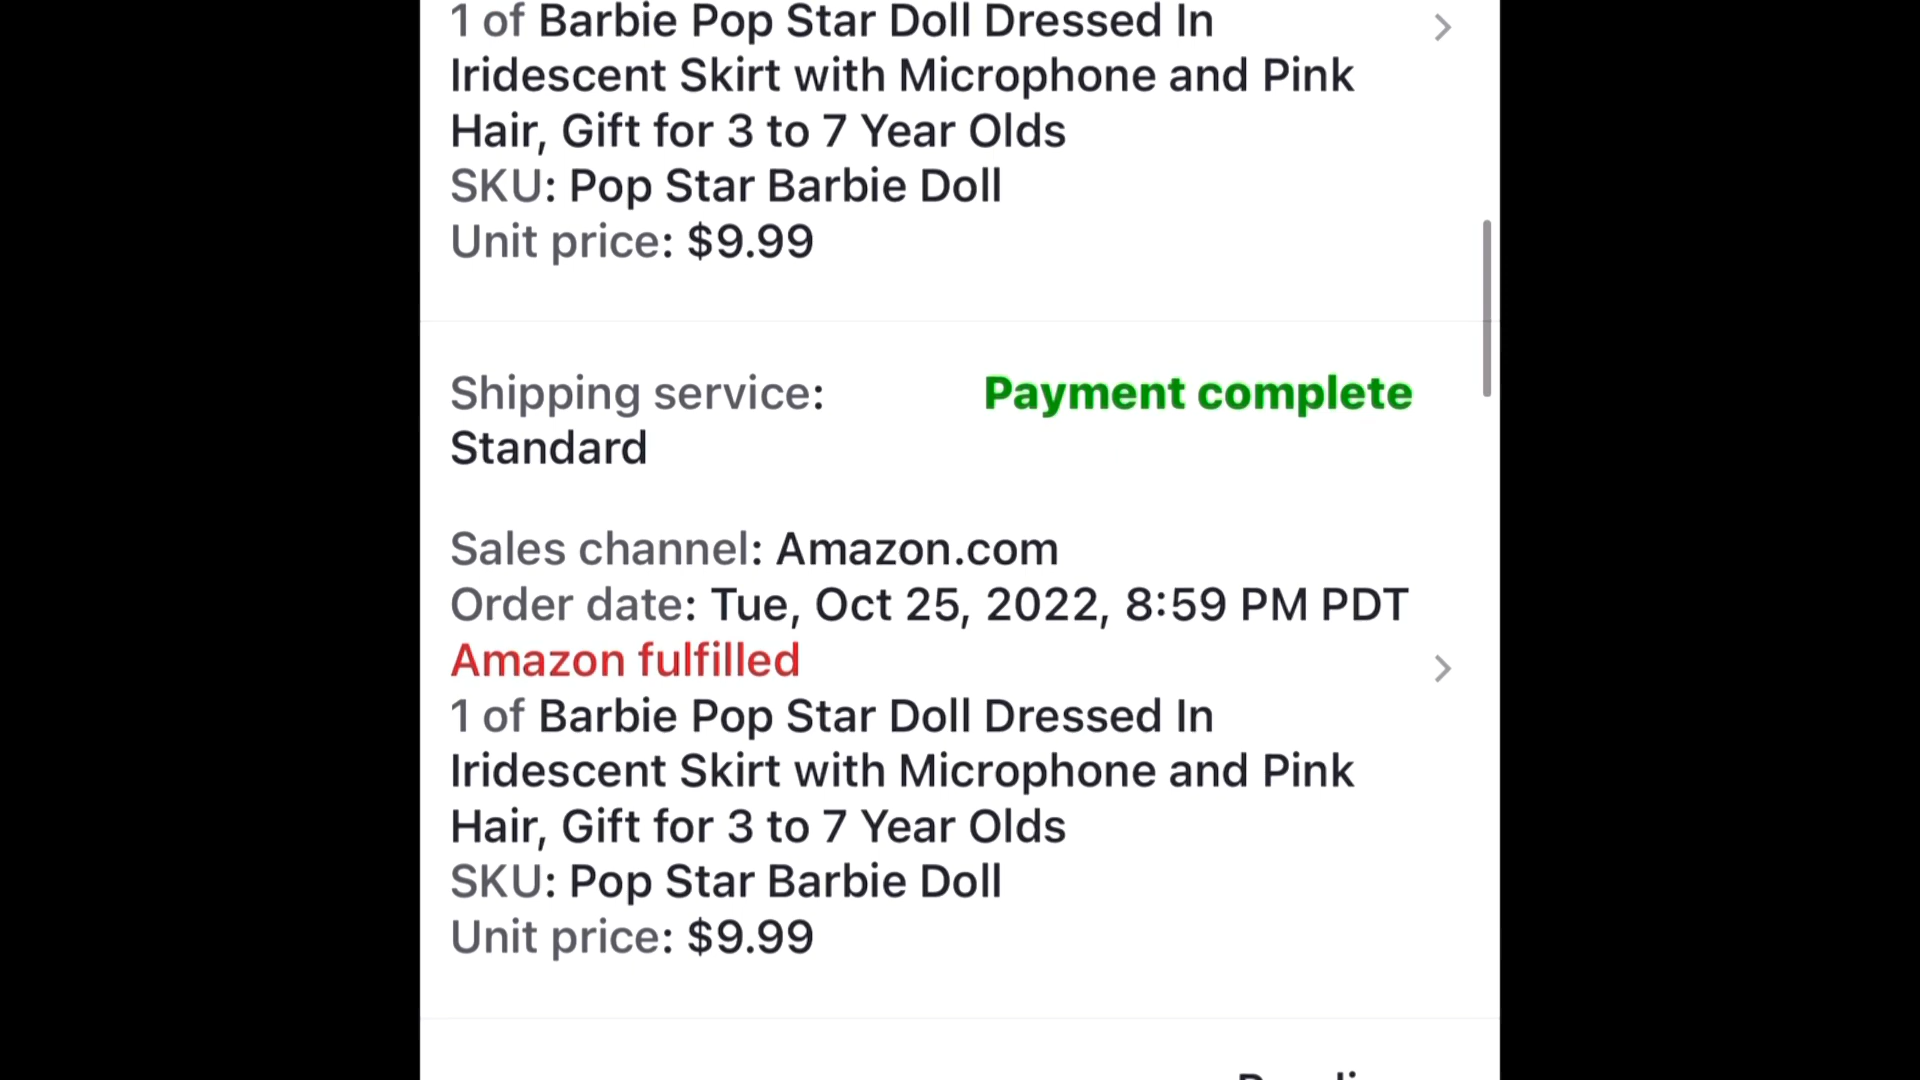 1 of Barbie Pop Star Doll Dressed In
Iridescent Skirt with Microphone and Pink
Hair, Gift for 3 to 7 Year Olds
SKU: Pop Star Barbie Doll
Unit price: $9.99
Shipping service:
Standard
Payment complete
Sales channel: Amazon.com
Order date: Tue, Oct 25, 2022, 8:59 PM PDT
Amazon fulfilled
1 of Barbie Pop Star Doll Dressed In
Iridescent Skirt with Microphone and Pink
Hair, Gift for 3 to 7 Year Olds
SKU: Pop Star Barbie Doll
Unit price: $9.99